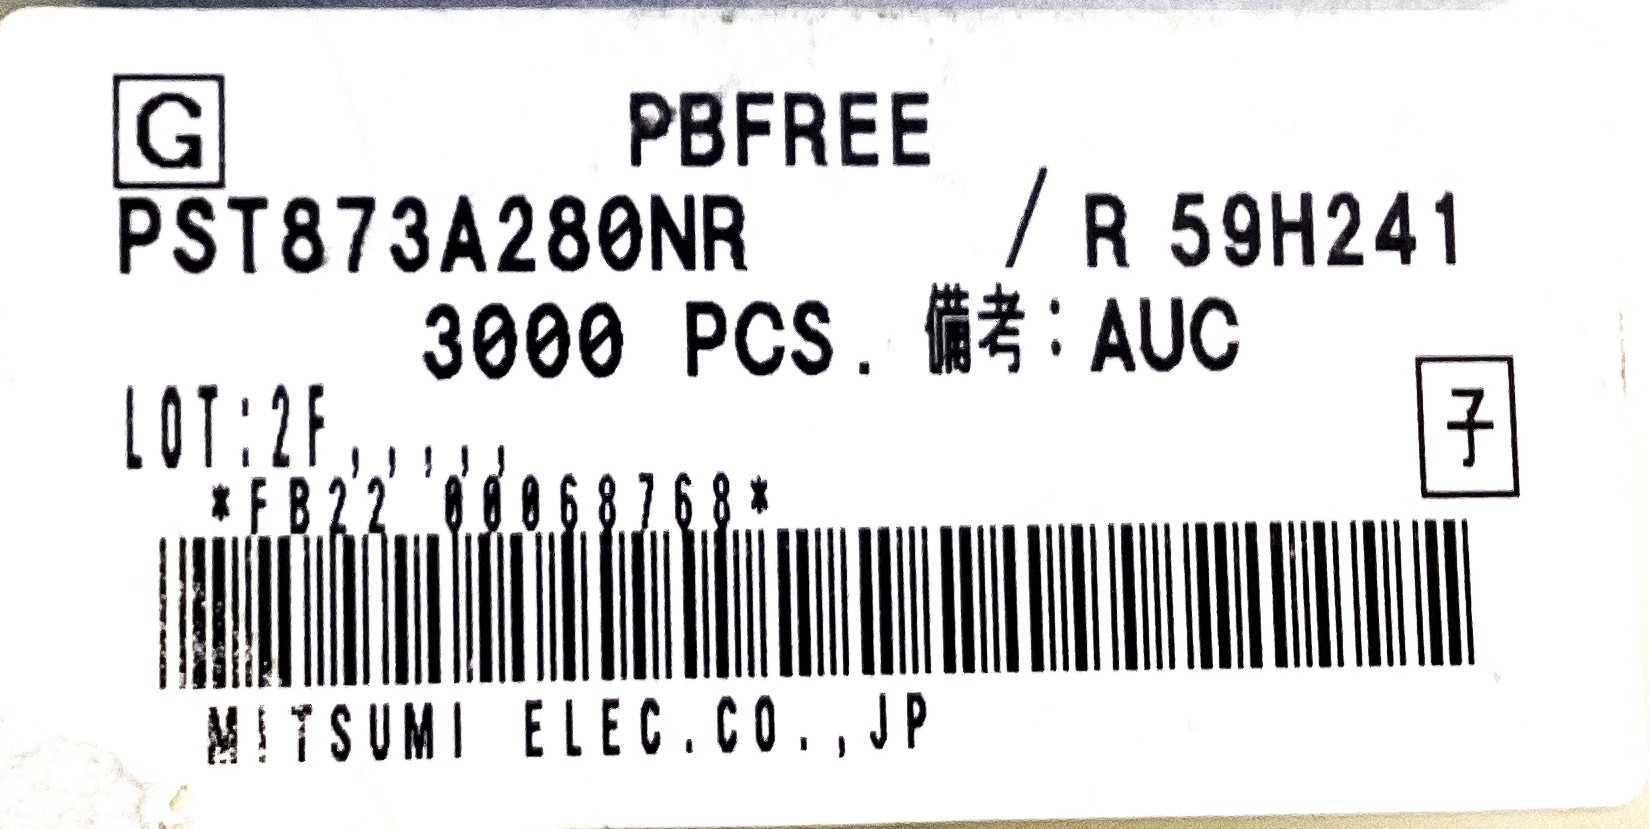 G PBFREE
PST873A280NR / R 59H241
3000 PCS. 備考:AUC
LOT:2F,,,,,
子
*FB22 00068768*
MITSUMI ELEC.CO.,JP